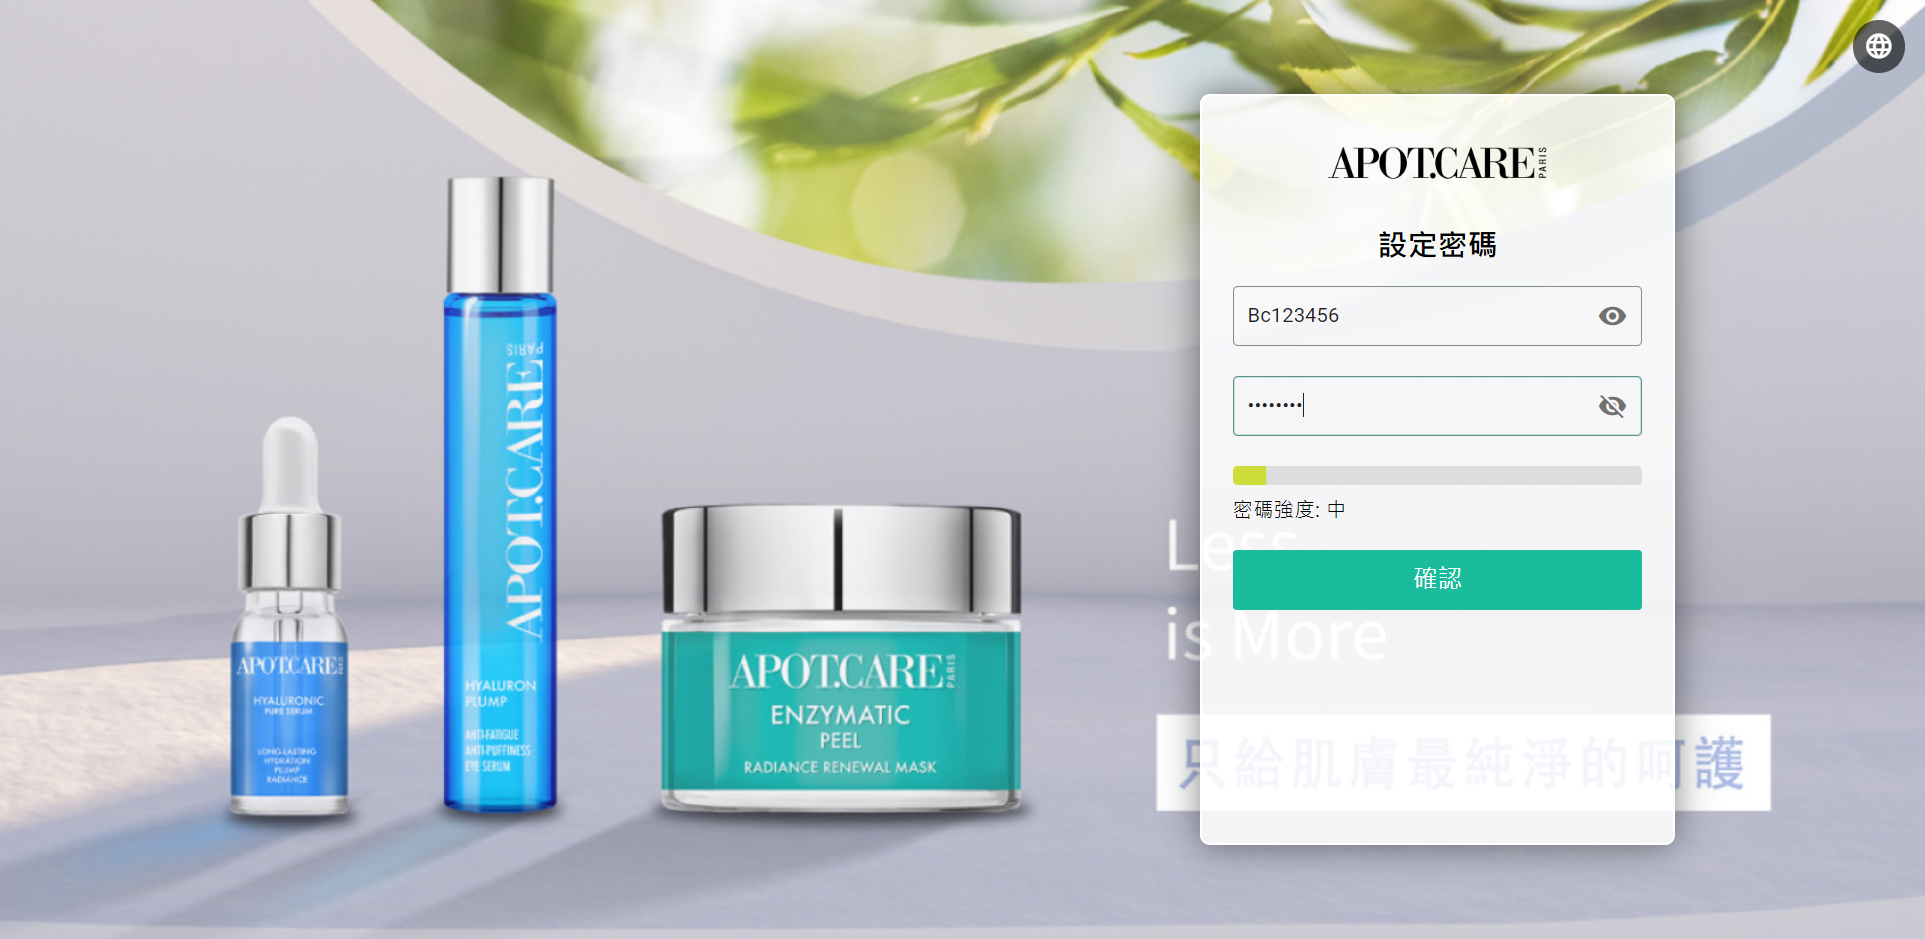 APOT.CARE PARIS
設定密碼
Bc123456
••••••••
密碼強度: 中
確認
Less
is More
只給肌膚最純淨的呵護
APOT.CARE PARIS
HYALURONIC
PURE SERUM
LONG-LASTING
HYDRATION
PLUMP
RADIANCE
APOT.CARE PARIS
HYALURON
PLUMP
ANTI-FATIGUE
ANTI-PUFFINESS
EYE SERUM
APOT.CARE PARIS
ENZYMATIC
PEEL
RADIANCE RENEWAL MASK